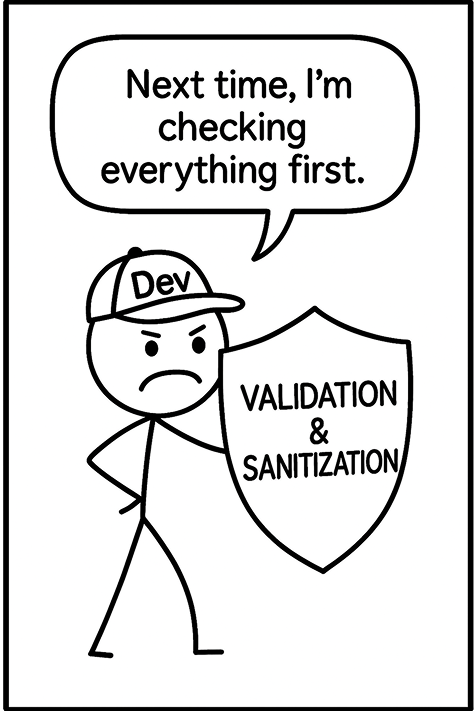 Next time, I'm
checking
everything first.
Dev
VALIDATION
&
SANITIZATION